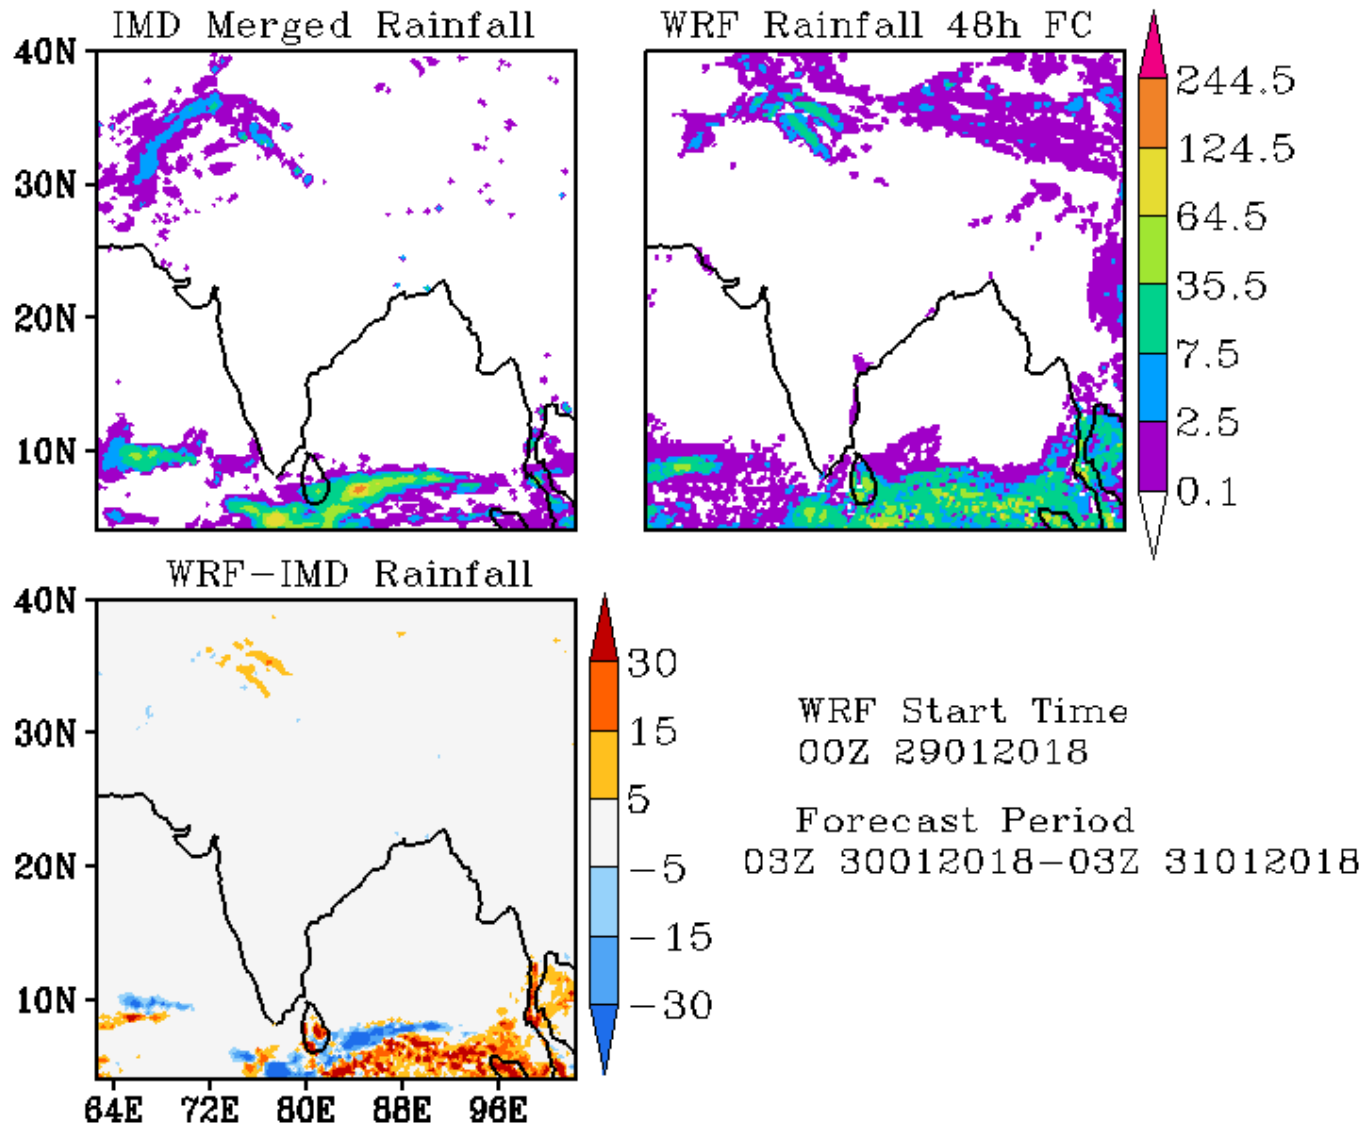 IMD Merged Rainfall
WRF Rainfall 48h FC
40N
30N
20N
10N
244.5
124.5
64.5
35.5
7.5
2.5
0.1
WRF-IMD Rainfall
40N
30N
20N
10N
64E 72E 80E 88E 96E
30
15
5
-5
-15
-30
WRF Start Time
00Z 29012018
Forecast Period
03Z 30012018-03Z 31012018